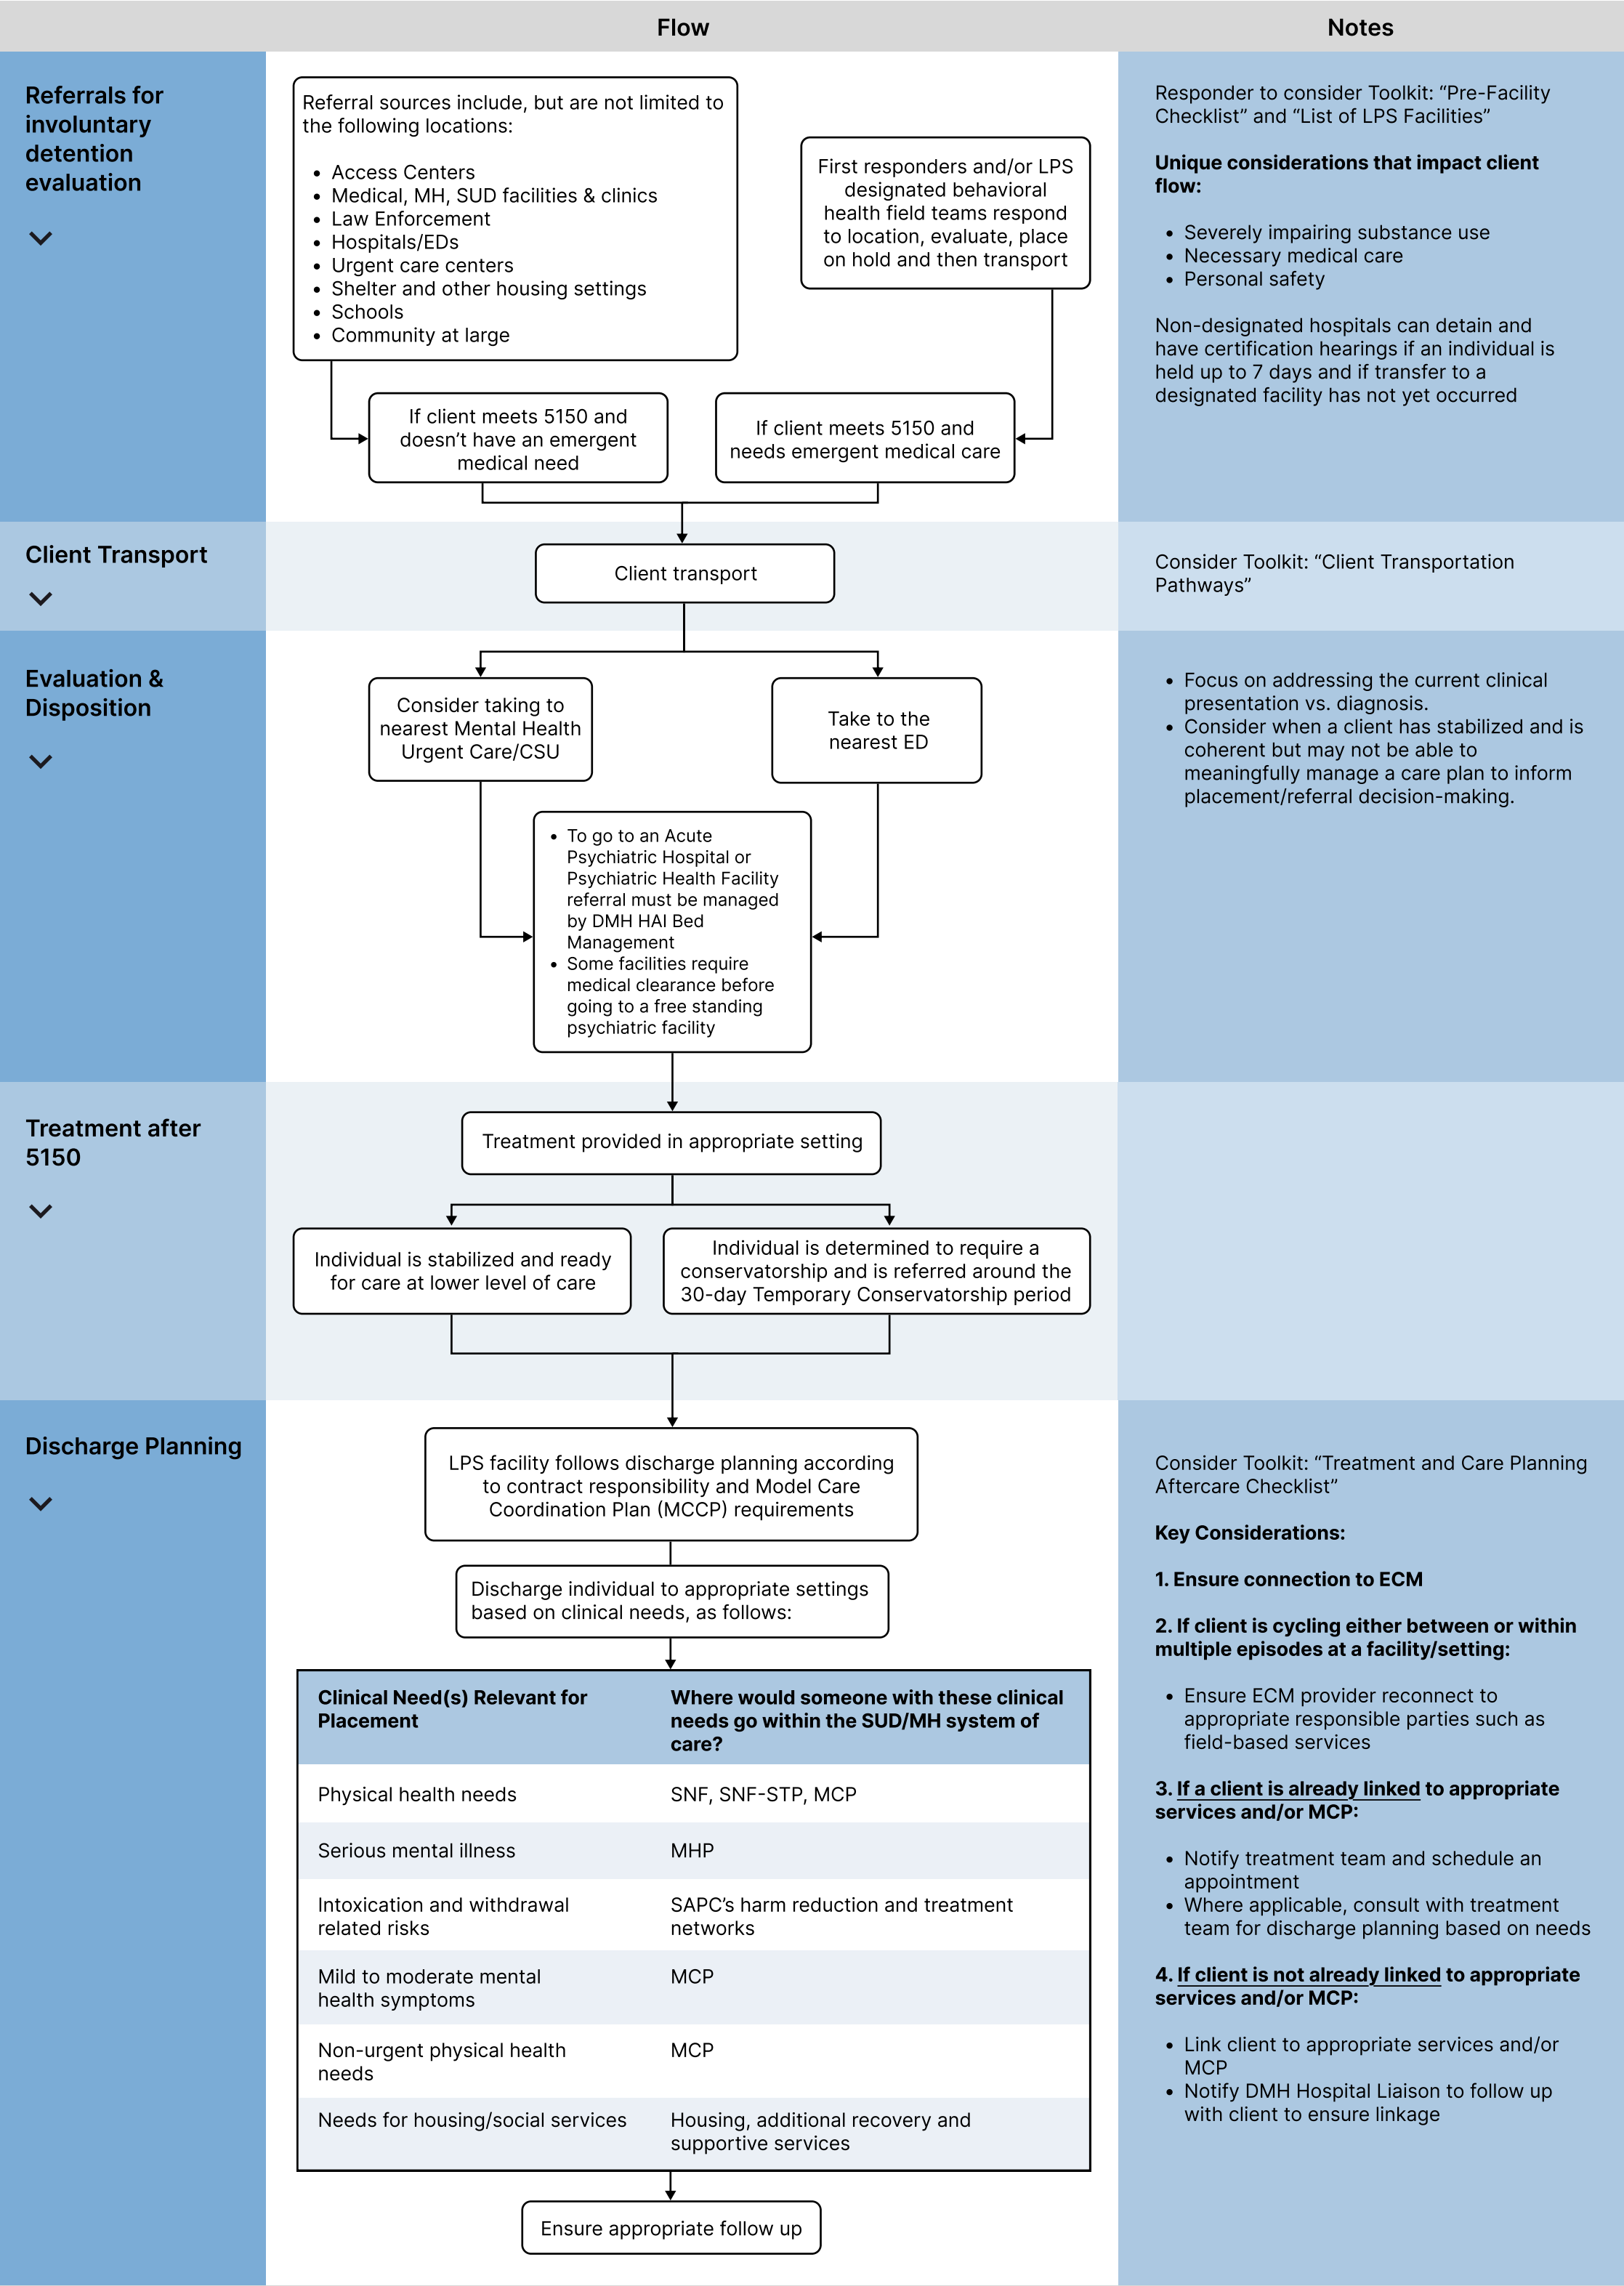 Flow
Notes
Referrals for
involuntary
detention
evaluation
Referral sources include, but are not limited to
the following locations:
• Access Centers
• Medical, MH, SUD facilities & clinics
• Law Enforcement
• Hospitals/EDs
• Urgent care centers
• Shelter and other housing settings
• Schools
• Community at large
First responders and/or LPS
designated behavioral
health field teams respond
to location, evaluate, place
on hold and then transport
If client meets 5150 and
doesn’t have an emergent
medical need
If client meets 5150 and
needs emergent medical care
Responder to consider Toolkit: “Pre-Facility
Checklist” and “List of LPS Facilities”
Unique considerations that impact client
flow:
• Severely impairing substance use
• Necessary medical care
• Personal safety
Non-designated hospitals can detain and
have certification hearings if an individual is
held up to 7 days and if transfer to a
designated facility has not yet occurred
Client Transport
Client transport
Consider Toolkit: “Client Transportation
Pathways”
Evaluation &
Disposition
Consider taking to
nearest Mental Health
Urgent Care/CSU
Take to the
nearest ED
• To go to an Acute
Psychiatric Hospital or
Psychiatric Health Facility
referral must be managed
by DMH HAI Bed
Management
• Some facilities require
medical clearance before
going to a free standing
psychiatric facility
• Focus on addressing the current clinical
presentation vs. diagnosis.
• Consider when a client has stabilized and is
coherent but may not be able to
meaningfully manage a care plan to inform
placement/referral decision-making.
Treatment after
5150
Treatment provided in appropriate setting
Individual is stabilized and ready
for care at lower level of care
Individual is determined to require a
conservatorship and is referred around the
30-day Temporary Conservatorship period
Discharge Planning
LPS facility follows discharge planning according
to contract responsibility and Model Care
Coordination Plan (MCCP) requirements
Discharge individual to appropriate settings
based on clinical needs, as follows:
Clinical Need(s) Relevant for
Placement
Where would someone with these clinical
needs go within the SUD/MH system of
care?
Physical health needs
SNF, SNF-STP, MCP
Serious mental illness
MHP
Intoxication and withdrawal
related risks
SAPC’s harm reduction and treatment
networks
Mild to moderate mental
health symptoms
MCP
Non-urgent physical health
needs
MCP
Needs for housing/social services
Housing, additional recovery and
supportive services
Ensure appropriate follow up
Consider Toolkit: “Treatment and Care Planning
Aftercare Checklist”
Key Considerations:
1. Ensure connection to ECM
2. If client is cycling either between or within
multiple episodes at a facility/setting:
• Ensure ECM provider reconnect to
appropriate responsible parties such as
field-based services
3. If a client is already linked to appropriate
services and/or MCP:
• Notify treatment team and schedule an
appointment
• Where applicable, consult with treatment
team for discharge planning based on needs
4. If client is not already linked to appropriate
services and/or MCP:
• Link client to appropriate services and/or
MCP
• Notify DMH Hospital Liaison to follow up
with client to ensure linkage